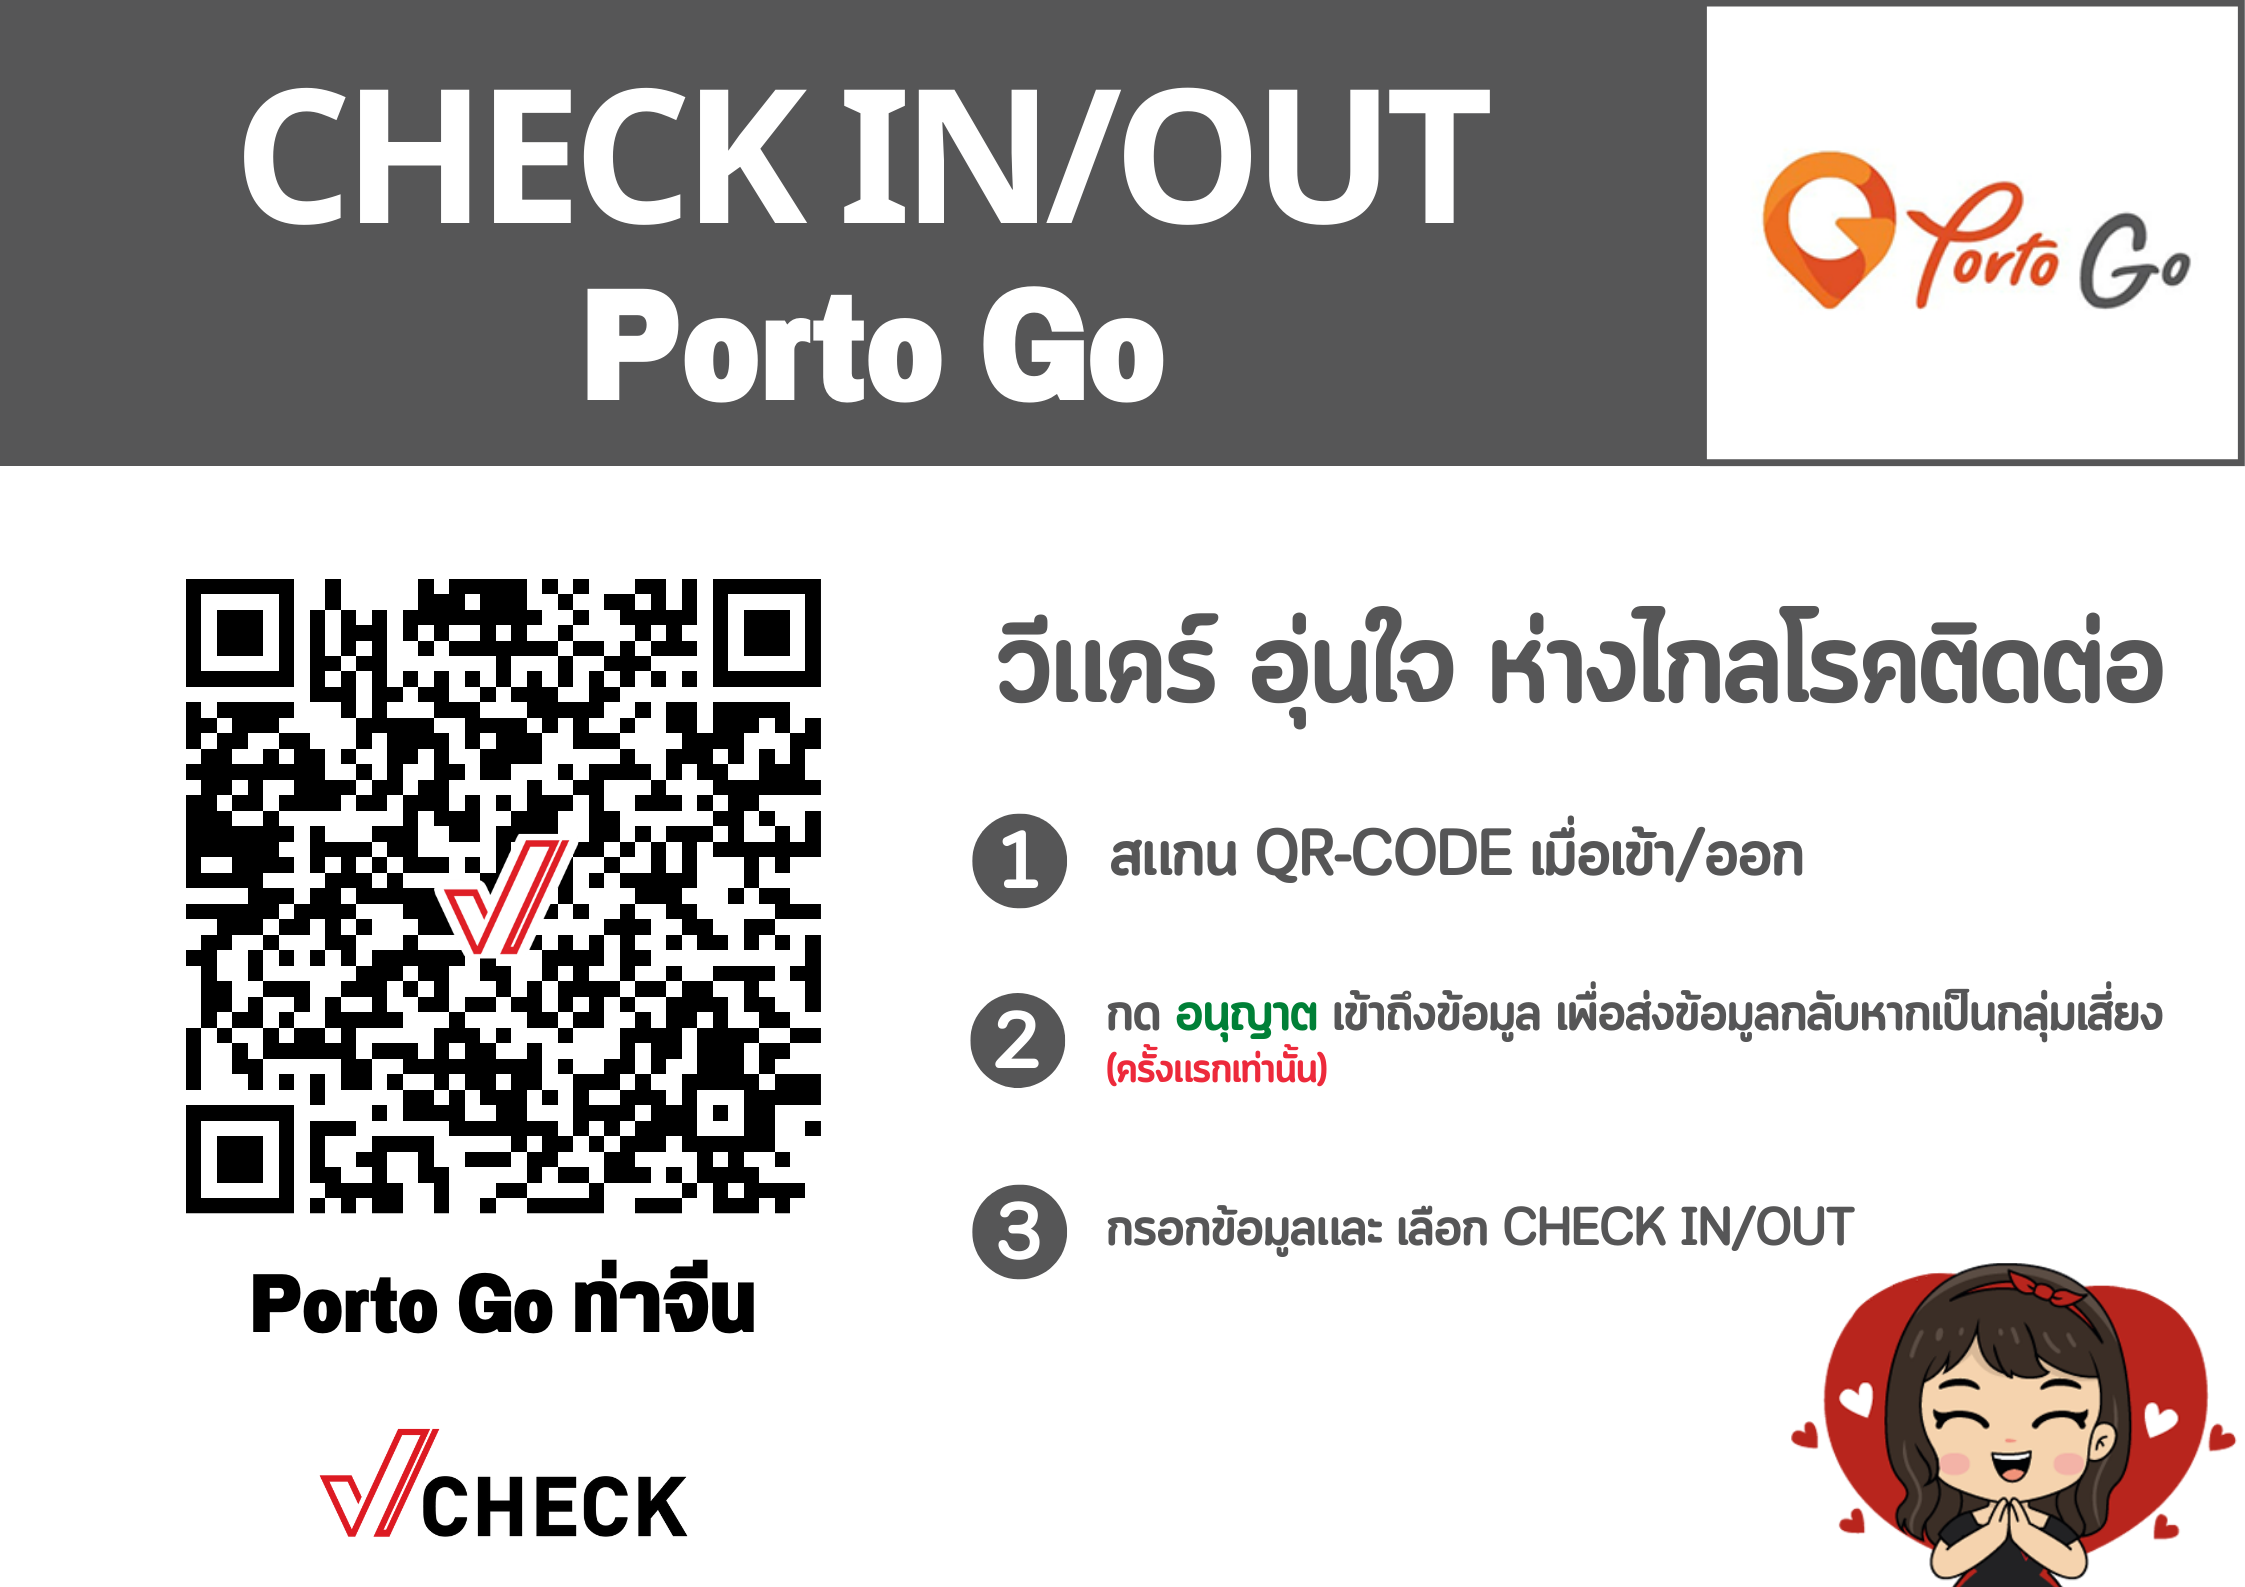 CHECK IN/OUT
Porto Go
Porto Go
วีแคร์ อุ่นใจ ห่างไกลโรคติดต่อ
1 สแกน QR-CODE เมื่อเข้า/ออก
2 กด อนุญาต เข้าถึงข้อมูล เพื่อส่งข้อมูลกลับหากเป็นกลุ่มเสี่ยง
(ครั้งแรกเท่านั้น)
3 กรอกข้อมูลและ เลือก CHECK IN/OUT
Porto Go ท่าจีน
CHECK